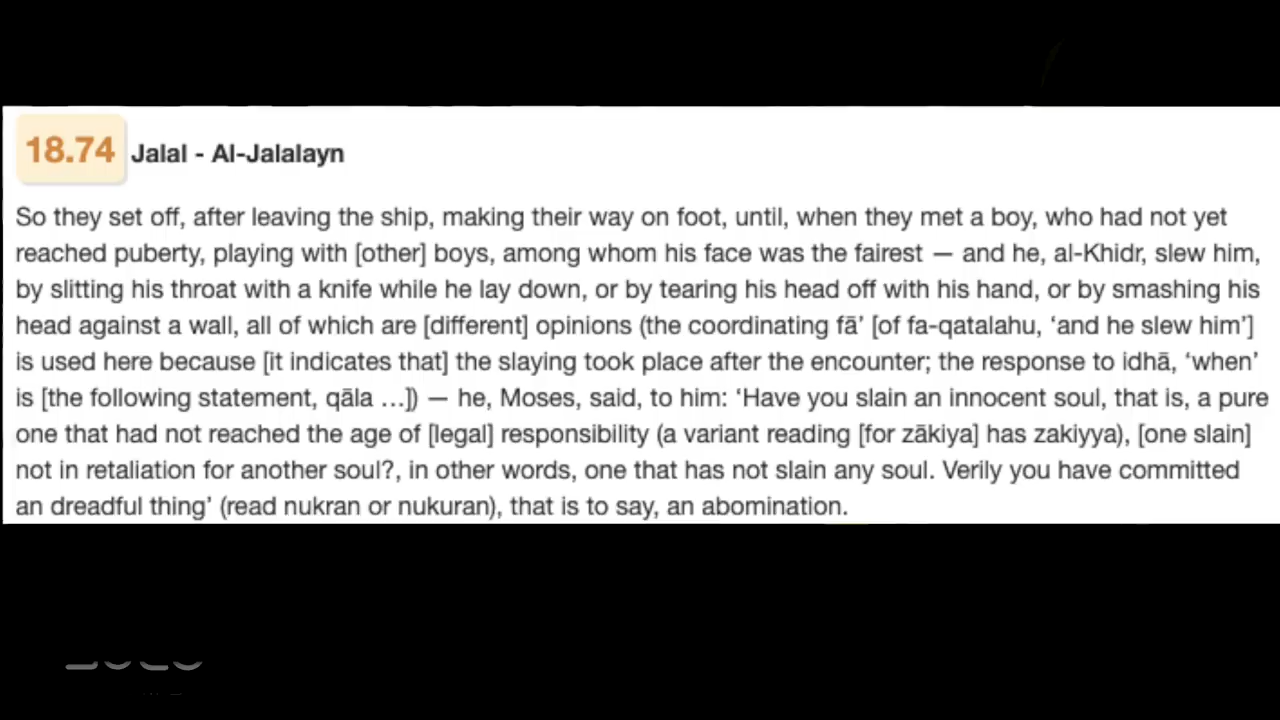 18.74 Jalal - Al-Jalalayn
So they set off, after leaving the ship, making their way on foot, until, when they met a boy, who had not yet
reached puberty, playing with [other] boys, among whom his face was the fairest — and he, al-Khidr, slew him,
by slitting his throat with a knife while he lay down, or by tearing his head off with his hand, or by smashing his
head against a wall, all of which are [different] opinions (the coordinating fā’ [of fa-qatalahu, ‘and he slew him’]
is used here because [it indicates that] the slaying took place after the encounter; the response to idhā, ‘when’
is [the following statement, qāla …]) — he, Moses, said, to him: ‘Have you slain an innocent soul, that is, a pure
one that had not reached the age of [legal] responsibility (a variant reading [for zākiya] has zakiyya), [one slain]
not in retaliation for another soul?, in other words, one that has not slain any soul. Verily you have committed
an dreadful thing’ (read nukran or nukuran), that is to say, an abomination.